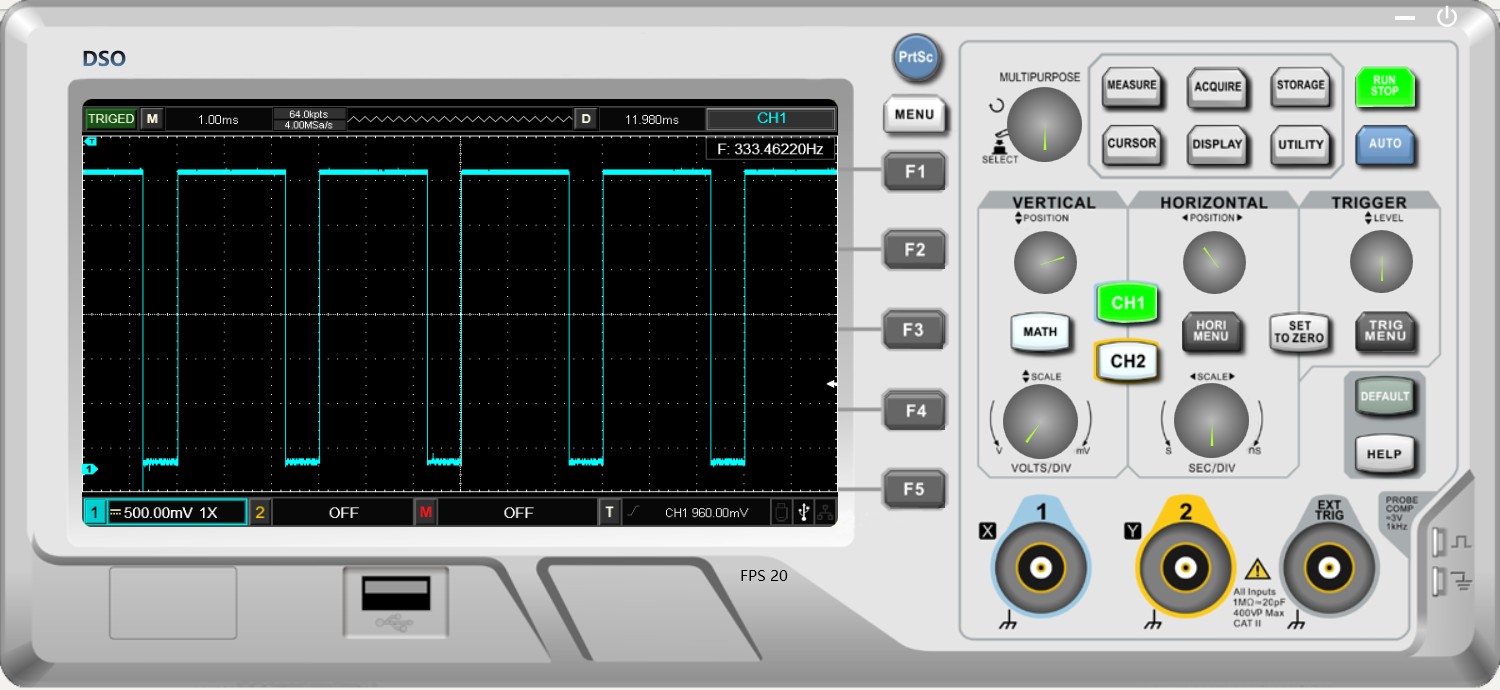 DSO
TRIGED M 1.00ms 64.0kpts D 11.980ms CH1
4.00MSa/s
T
F: 333.46220Hz
1
1 500.00mV 1X 2 OFF M OFF T CH1 960.00mV
FPS 20
PrtSc
MENU
F1
F2
F3
F4
F5
MULTIPURPOSE
SELECT
MEASURE ACQUIRE STORAGE
CURSOR DISPLAY UTILITY
RUN
STOP
AUTO
VERTICAL HORIZONTAL TRIGGER
POSITION POSITION LEVEL
CH1
MATH
HORI
MENU
SET
TO ZERO
TRIG
MENU
CH2
SCALE SCALE
V mV S nS
VOLTS/DIV SEC/DIV
DEFAULT
HELP
X 1
Y 2
EXT
TRIG
PROBE
COMP
≈3V
1kHz
All Inputs
1MΩ≂20pF
400VP Max
CAT II